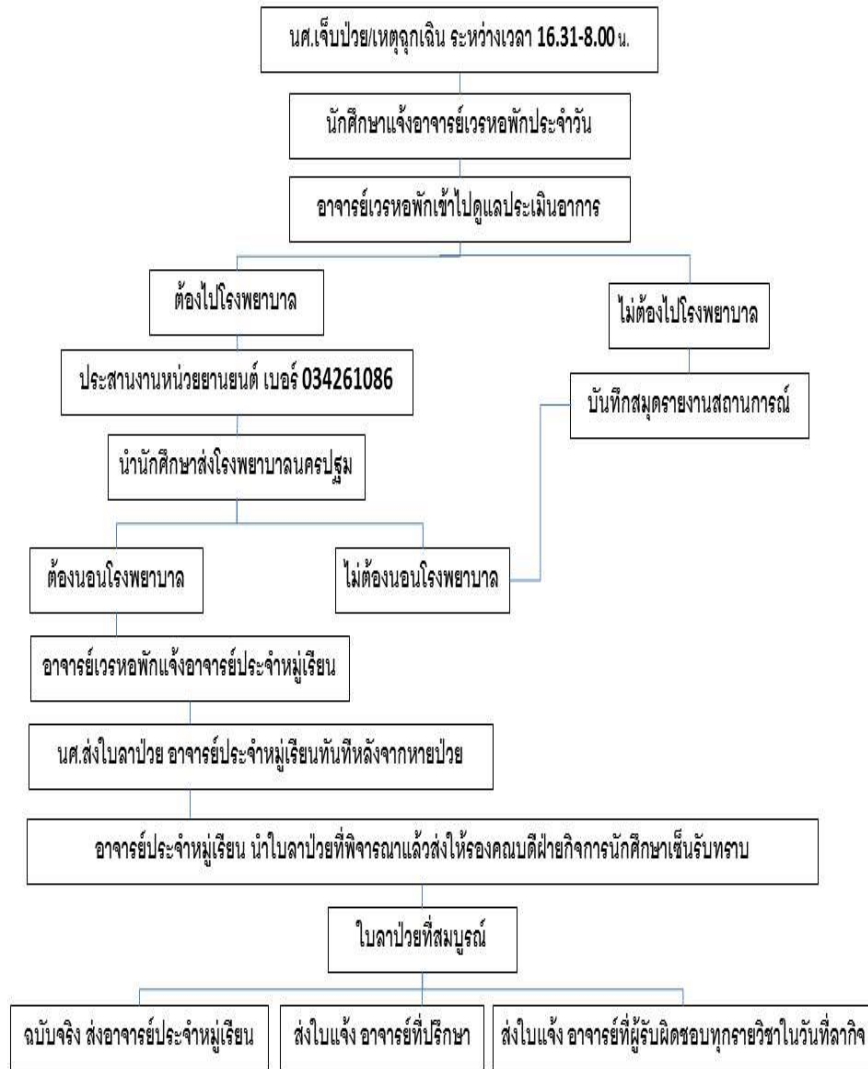 นศ.เจ็บป่วย/เหตุฉุกเฉิน ระหว่างเวลา 16.31-8.00 น.
นักศึกษาแจ้งอาจารย์เวรหอพักประจำวัน
อาจารย์เวรหอพักเข้าไปดูแลประเมินอาการ
ต้องไปโรงพยาบาล
ไม่ต้องไปโรงพยาบาล
ประสานงานหน่วยยานยนต์ เบอร์ 034261086
บันทึกสมุดรายงานสถานการณ์
นำนักศึกษาส่งโรงพยาบาลนครปฐม
ต้องนอนโรงพยาบาล
ไม่ต้องนอนโรงพยาบาล
อาจารย์เวรหอพักแจ้งอาจารย์ประจำหมู่เรียน
นศ.ส่งใบลาป่วย อาจารย์ประจำหมู่เรียนทันทีหลังจากหายป่วย
อาจารย์ประจำหมู่เรียน นำใบลาป่วยที่พิจารณาแล้วส่งให้รองคณบดีฝ่ายกิจการนักศึกษาเซ็นรับทราบ
ใบลาป่วยที่สมบูรณ์
ฉบับจริง ส่งอาจารย์ประจำหมู่เรียน
ส่งใบแจ้ง อาจารย์ที่ปรึกษา
ส่งใบแจ้ง อาจารย์ที่ผู้รับผิดชอบทุกรายวิชาในวันที่ลากิจ